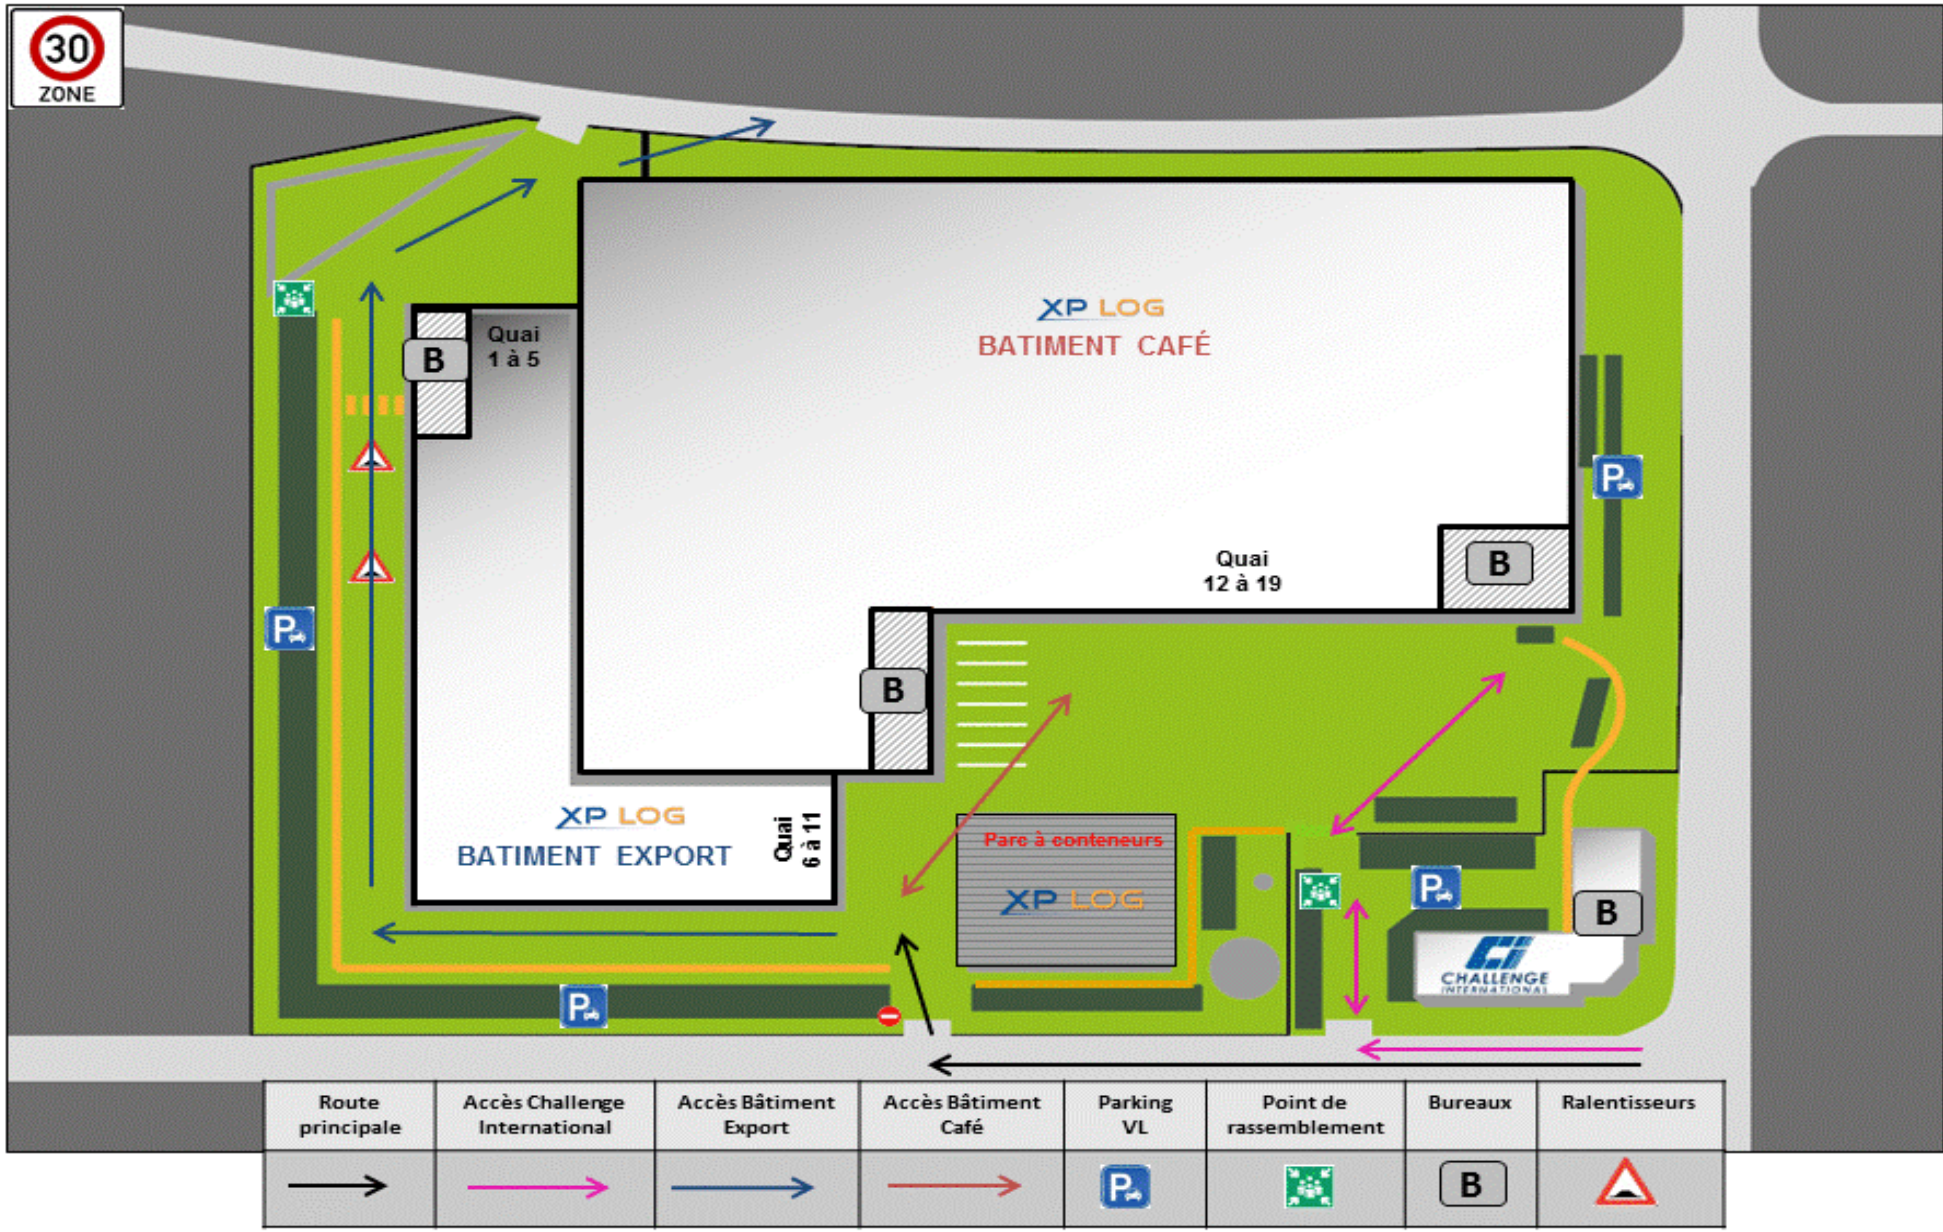 30
ZONE
XP LOG
BATIMENT CAFÉ
Quai
1 à 5
B
Quai
12 à 19
B
B
P
P
XP LOG
BATIMENT EXPORT
Quai
6 à 11
Parc à conteneurs
XP LOG
P
B
CHALLENGE
INTERNATIONAL
P
Route
principale
Accès Challenge
International
Accès Bâtiment
Export
Accès Bâtiment
Café
Parking
VL
Point de
rassemblement
Bureaux
Ralentisseurs
P
B